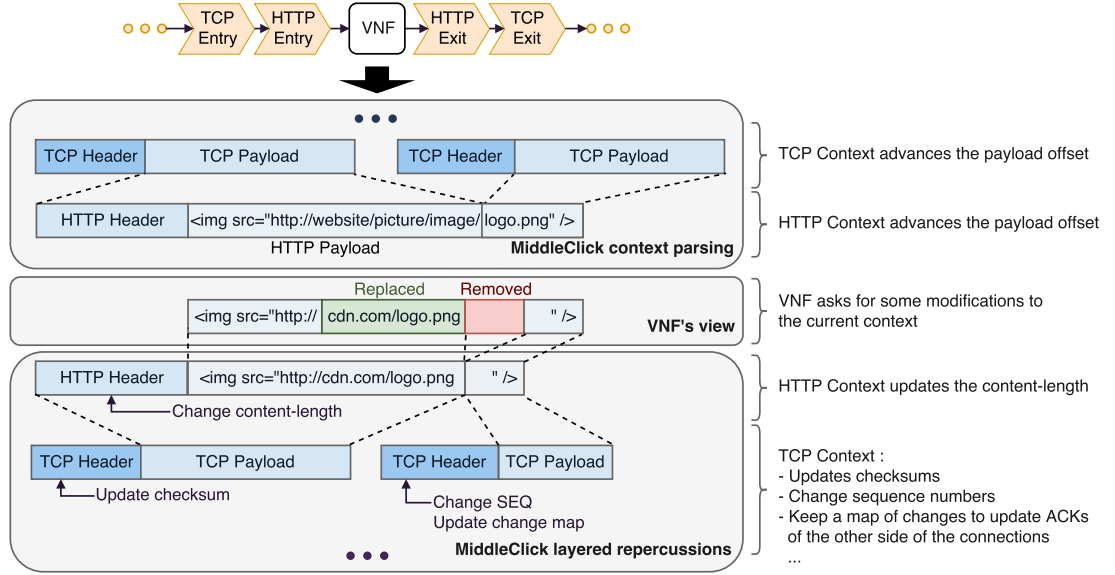 TCP
Entry
HTTP
Entry
VNF
HTTP
Exit
TCP
Exit
TCP Header
TCP Payload
TCP Header
TCP Payload
TCP Context advances the payload offset
HTTP Header
<img src="http://website/picture/image/
logo.png" />
HTTP Context advances the payload offset
HTTP Payload
MiddleClick context parsing
Replaced
Removed
<img src="http://
cdn.com/logo.png
" />
VNF's view
VNF asks for some modifications to
the current context
HTTP Header
<img src="http://cdn.com/logo.png
" />
HTTP Context updates the content-length
Change content-length
TCP Header
TCP Payload
TCP Header
TCP Payload
Update checksum
Change SEQ
Update change map
MiddleClick layered repercussions
TCP Context :
- Updates checksums
- Change sequence numbers
- Keep a map of changes to update ACKs
of the other side of the connections
...